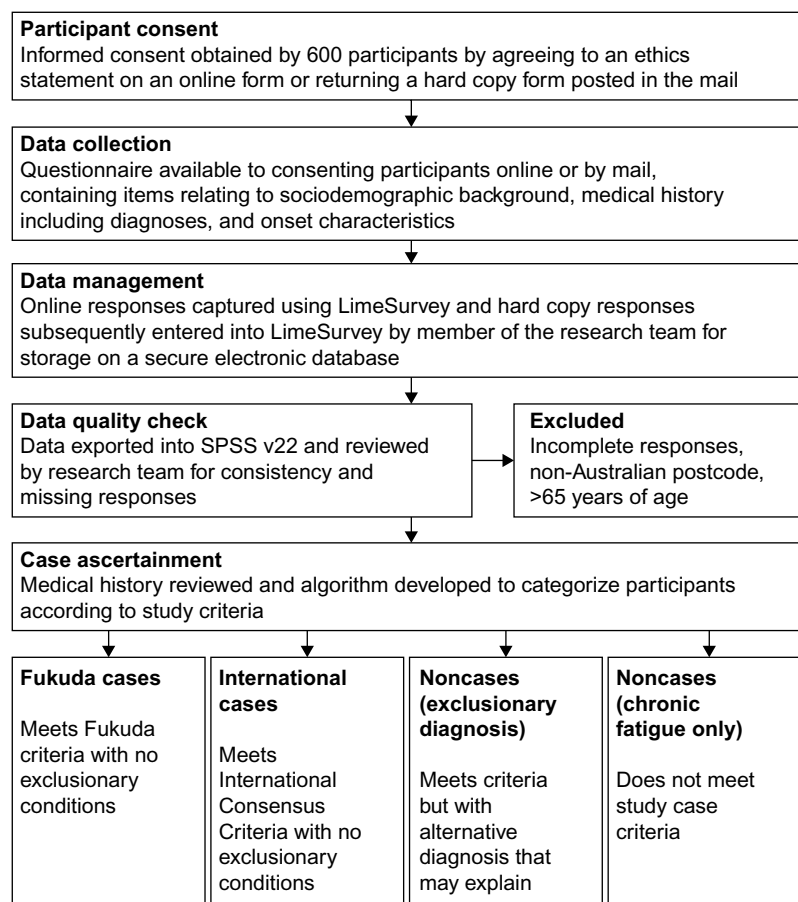 Participant consent
Informed consent obtained by 600 participants by agreeing to an ethics
statement on an online form or returning a hard copy form posted in the mail
Data collection
Questionnaire available to consenting participants online or by mail,
containing items relating to sociodemographic background, medical history
including diagnoses, and onset characteristics
Data management
Online responses captured using LimeSurvey and hard copy responses
subsequently entered into LimeSurvey by member of the research team for
storage on a secure electronic database
Data quality check
Data exported into SPSS v22 and reviewed
by research team for consistency and
missing responses
Excluded
Incomplete responses,
non-Australian postcode,
>65 years of age
Case ascertainment
Medical history reviewed and algorithm developed to categorize participants
according to study criteria
Fukuda cases
Meets Fukuda
criteria with no
exclusionary
conditions
International
cases
Meets
International
Consensus
Criteria with no
exclusionary
conditions
Noncases
(exclusionary
diagnosis)
Meets criteria
but with
alternative
diagnosis that
may explain
Noncases
(chronic
fatigue only)
Does not meet
study case
criteria